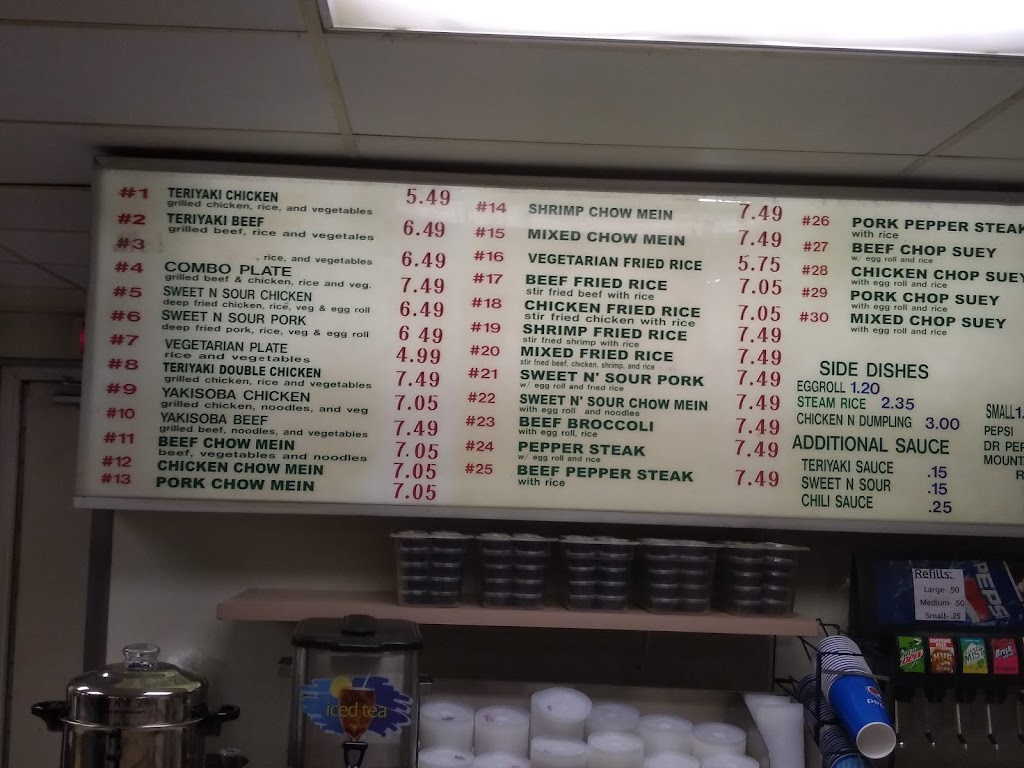 #1 TERIYAKI CHICKEN 5.49
grilled chicken, rice, and vegetables
#2 TERIYAKI BEEF 6.49
grilled beef, rice and vegetales
#3
, rice, and vegetables 6.49
#4 COMBO PLATE 7.49
grilled beef & chicken, rice and veg.
#5 SWEET N SOUR CHICKEN 6.49
deep fried chicken, rice, veg & egg roll
#6 SWEET N SOUR PORK 6 49
deep fried pork, rice, veg & egg roll
#7 VEGETARIAN PLATE 4.99
rice and vegetables
#8 TERIYAKI DOUBLE CHICKEN 7.49
grilled chicken, rice and vegetables
#9 YAKISOBA CHICKEN 7.05
grilled chicken, noodles, and veg
#10 YAKISOBA BEEF 7.49
grilled beef, noodles, and vegetables
#11 BEEF CHOW MEIN 7.05
beef, vegetables and noodles
#12 CHICKEN CHOW MEIN 7.05
#13 PORK CHOW MEIN 7.05
#14 SHRIMP CHOW MEIN 7.49
#15 MIXED CHOW MEIN 7.49
#16 VEGETARIAN FRIED RICE 5.75
#17 BEEF FRIED RICE 7.05
stir fried beef with rice
#18 CHICKEN FRIED RICE 7.05
stir fried chicken with rice
#19 SHRIMP FRIED RICE 7.49
stir fried shrimp with rice
#20 MIXED FRIED RICE 7.49
stir fried beef, chicken, shrimp, and rice
#21 SWEET N' SOUR PORK 7.49
w/ egg roll and fried rice
#22 SWEET N' SOUR CHOW MEIN 7.49
with egg roll and noodles
#23 BEEF BROCCOLI 7.49
with egg roll, rice
#24 PEPPER STEAK 7.49
w/ egg roll and rice
#25 BEEF PEPPER STEAK 7.49
with rice
#26 PORK PEPPER STEAK
with rice
#27 BEEF CHOP SUEY
w/ egg roll and rice
#28 CHICKEN CHOP SUEY
with egg roll and rice
#29 PORK CHOP SUEY
with egg roll and rice
#30 MIXED CHOP SUEY
with egg roll and rice
SIDE DISHES
EGGROLL 1.20
STEAM RICE 2.35
CHICKEN N DUMPLING 3.00
ADDITIONAL SAUCE
TERIYAKI SAUCE .15
SWEET N SOUR .15
CHILI SAUCE .25
SMALL 1.
PEPSI
DR PEP
MOUNT
R
Refills:
Large- .50
Medium- .50
Small- .25
PEPSI
iced tea
MUG
MIST
Brisk
pepsi